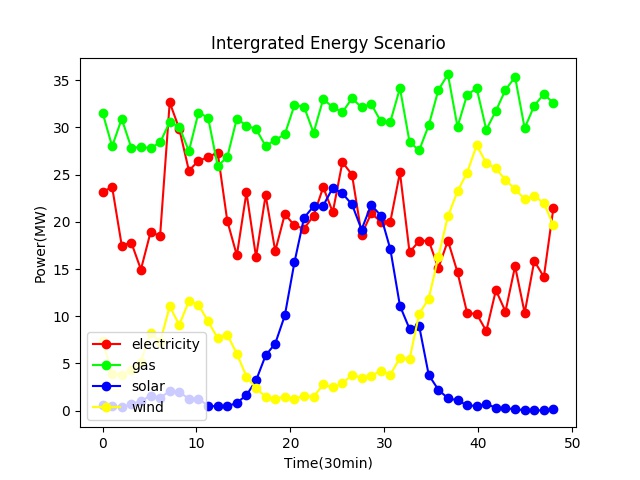 Intergrated Energy Scenario
Power(MW)
35
30
25
20
15
10
5
0
electricity
gas
solar
wind
0 10 20 30 40 50
Time(30min)